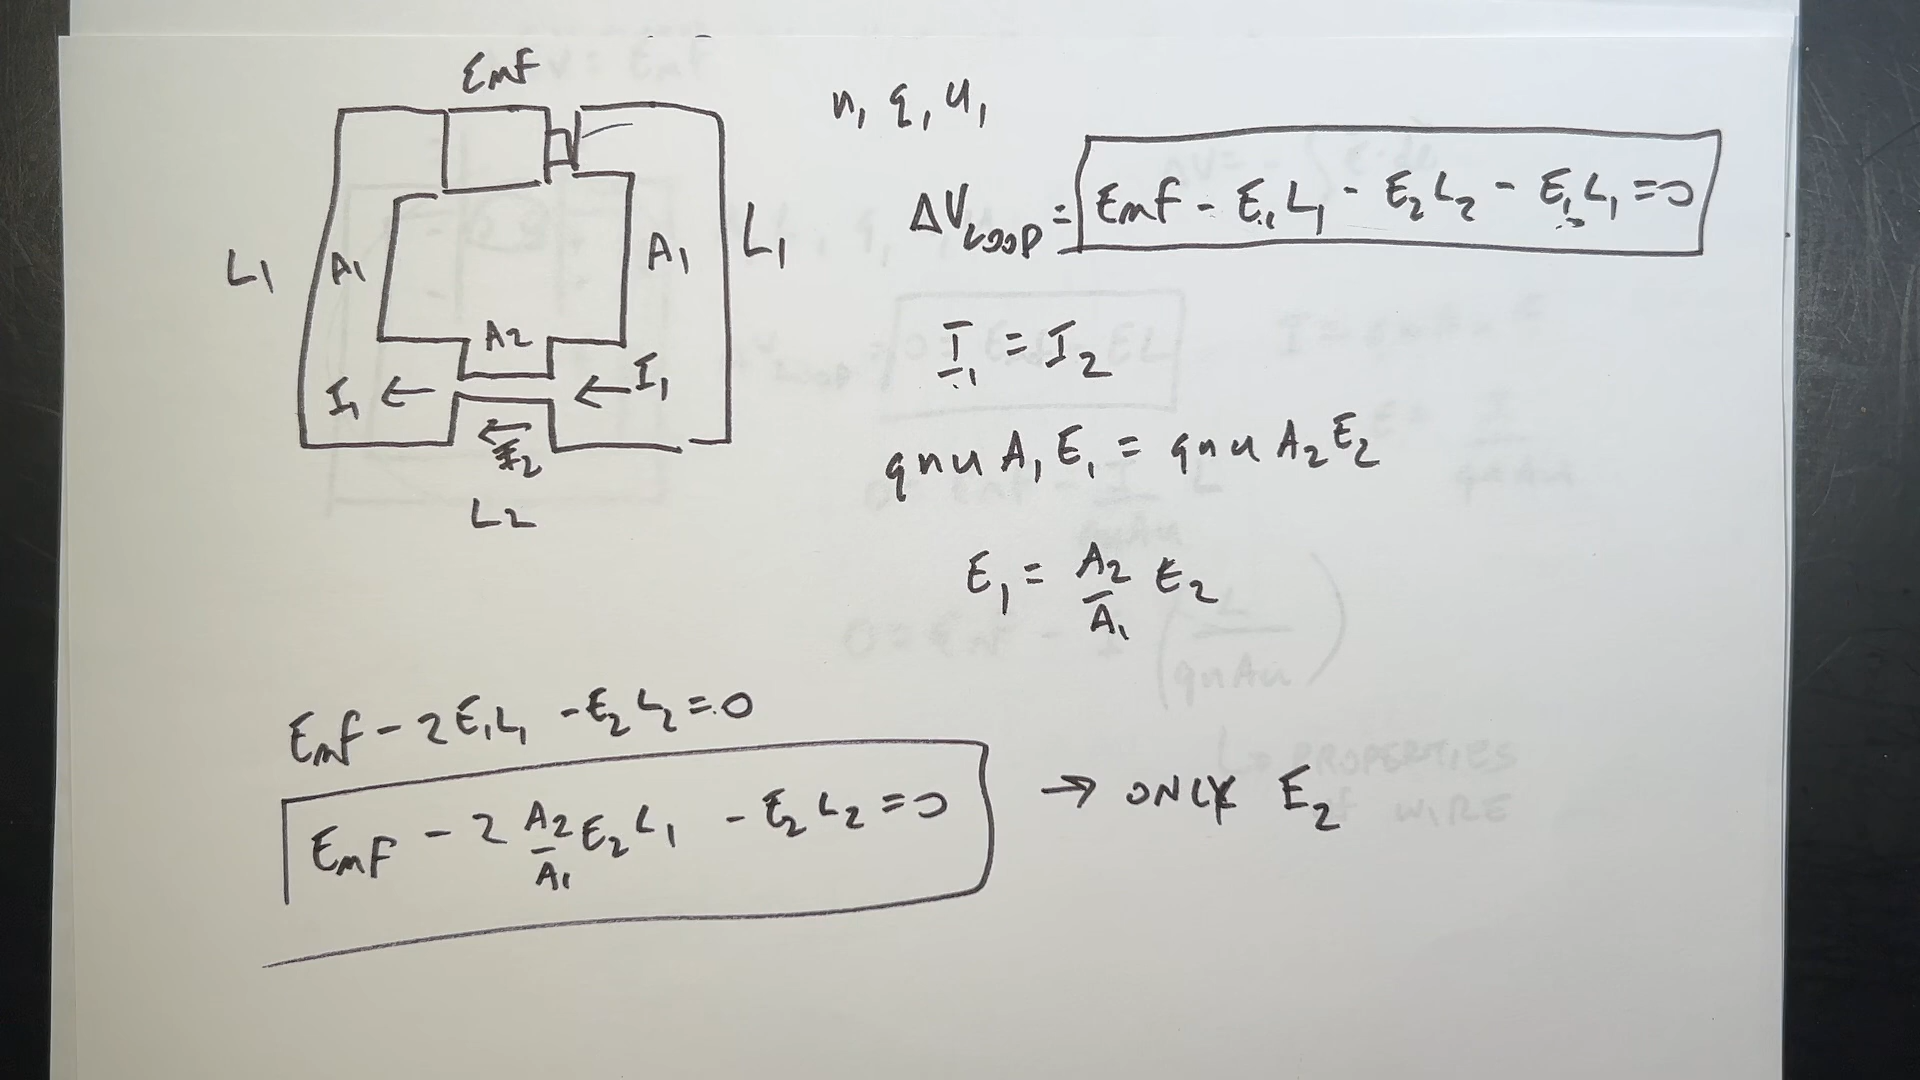 Emf
n, q, u,
ΔV_LOOP = Emf - E₁L₁ - E₂L₂ - E₁L₁ = 0
L₁ A₁ A₁ L₁
A₂
I₁ ← ← I₁
← I₂
L₂
I₁ = I₂
qnuA₁E₁ = qnuA₂E₂
E₁ = A₂/A₁ E₂
Emf - 2E₁L₁ - E₂L₂ = 0
Emf - 2 A₂/A₁ E₂L₁ - E₂L₂ = 0 → ONLY E₂